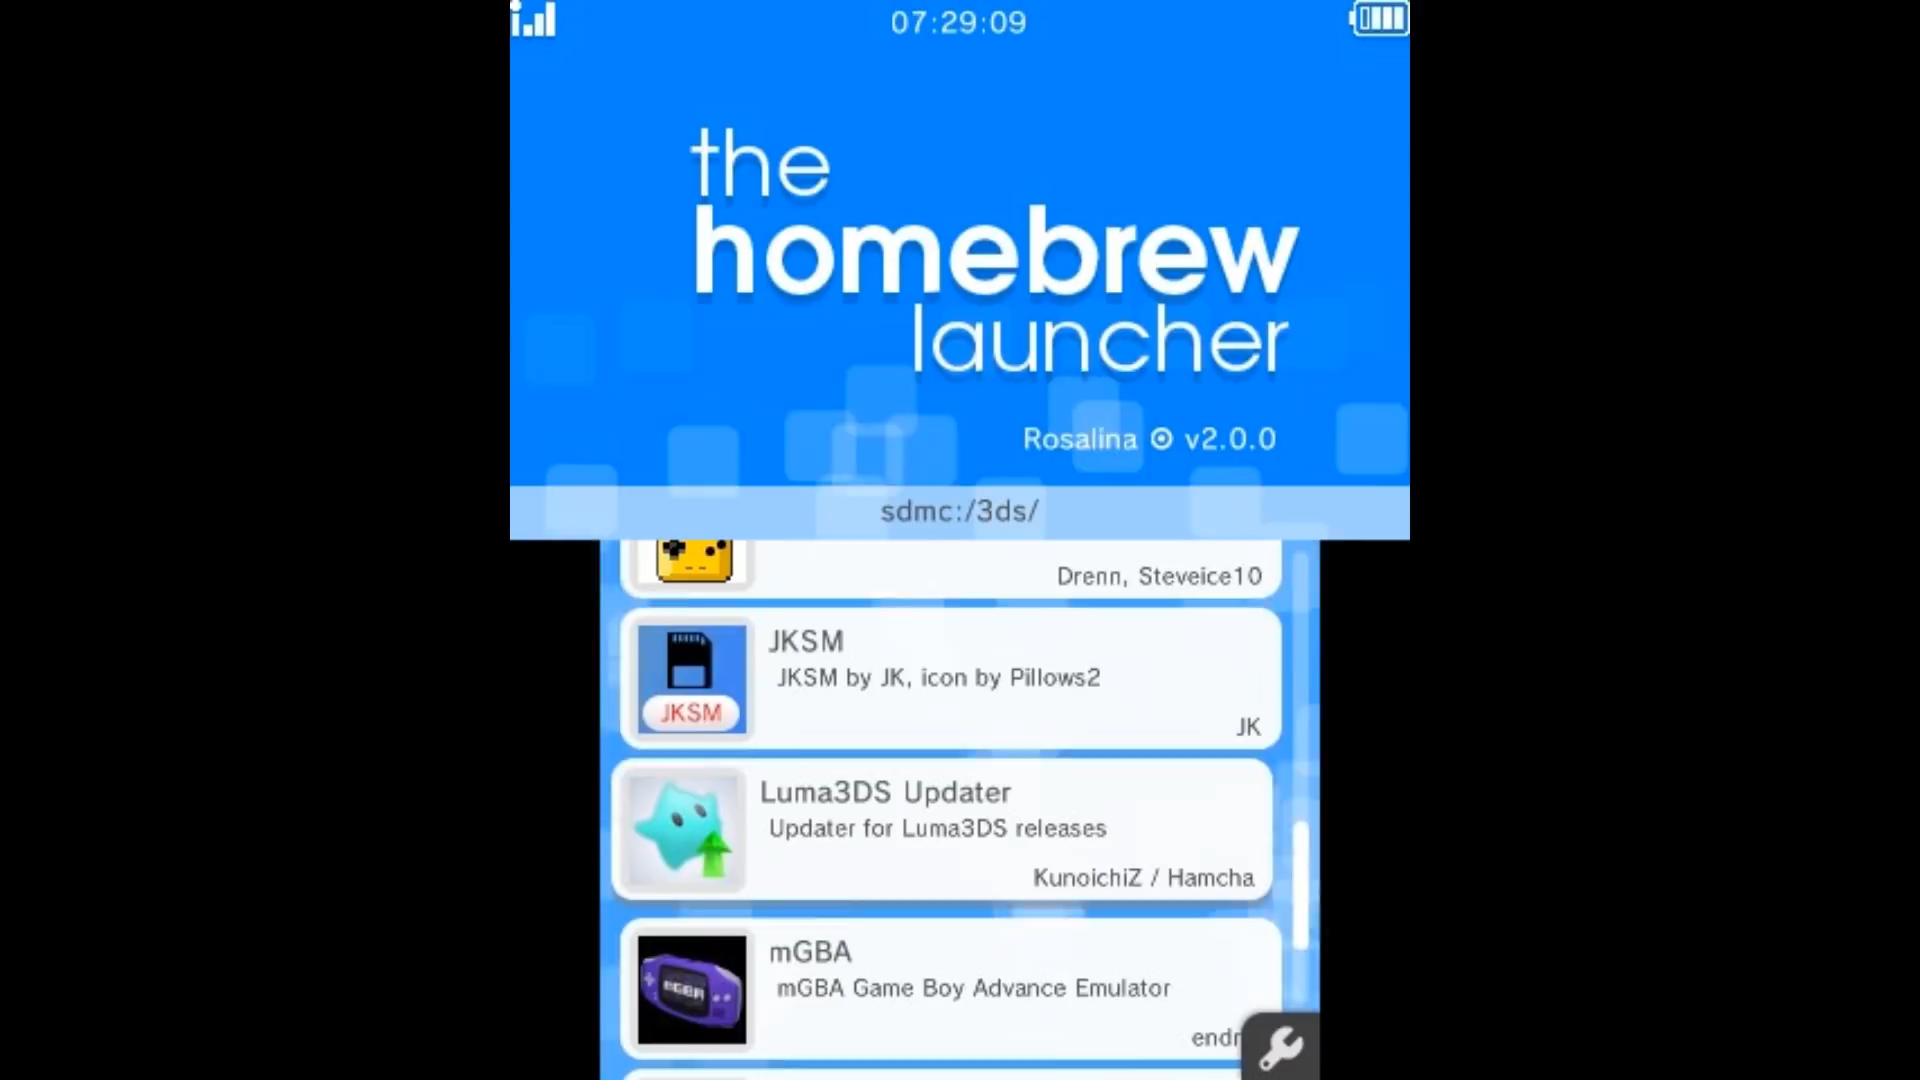 07:29:09
the
homebrew
launcher
Rosalina v2.0.0
sdmc:/3ds/
Drenn, Steveice10
JKSM
JKSM by JK, icon by Pillows2
JKSM
JK
Luma3DS Updater
Updater for Luma3DS releases
KunoichiZ / Hamcha
mGBA
mGBA Game Boy Advance Emulator